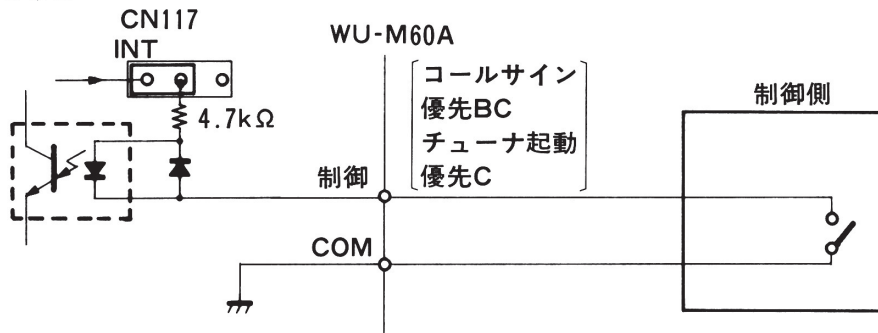 CN117
INT
WU-M60A
コールサイン
優先BC
チューナ起動
優先C
制御側
4.7kΩ
制御
COM